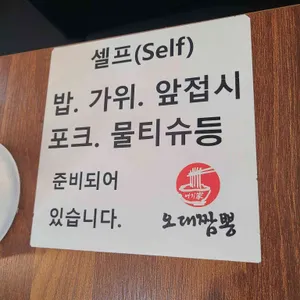 셀프(Self)
밥. 가위. 앞접시
포크. 물티슈등
준비되어
있습니다.
오대짬뽕